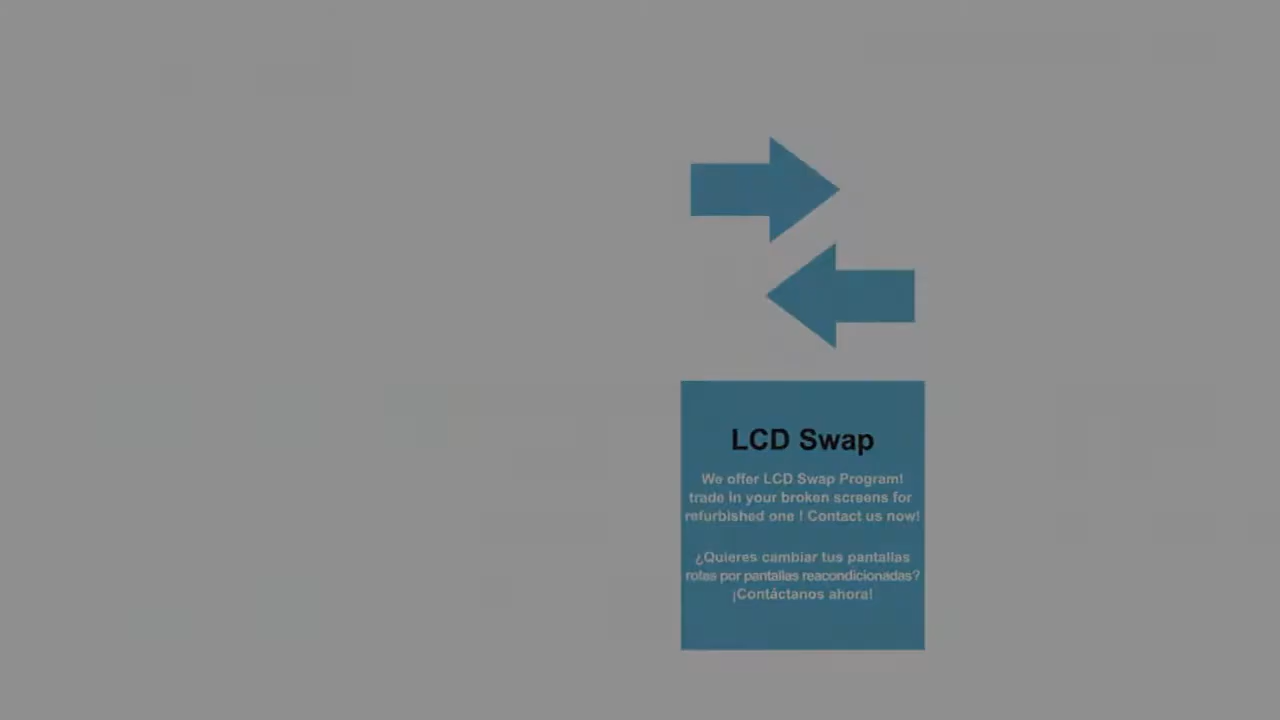 LCD Swap
We offer LCD Swap Program!
trade in your broken screens for
refurbished one ! Contact us now!
¿Quieres cambiar tus pantallas
rotas por pantallas reacondicionadas?
¡Contáctanos ahora!